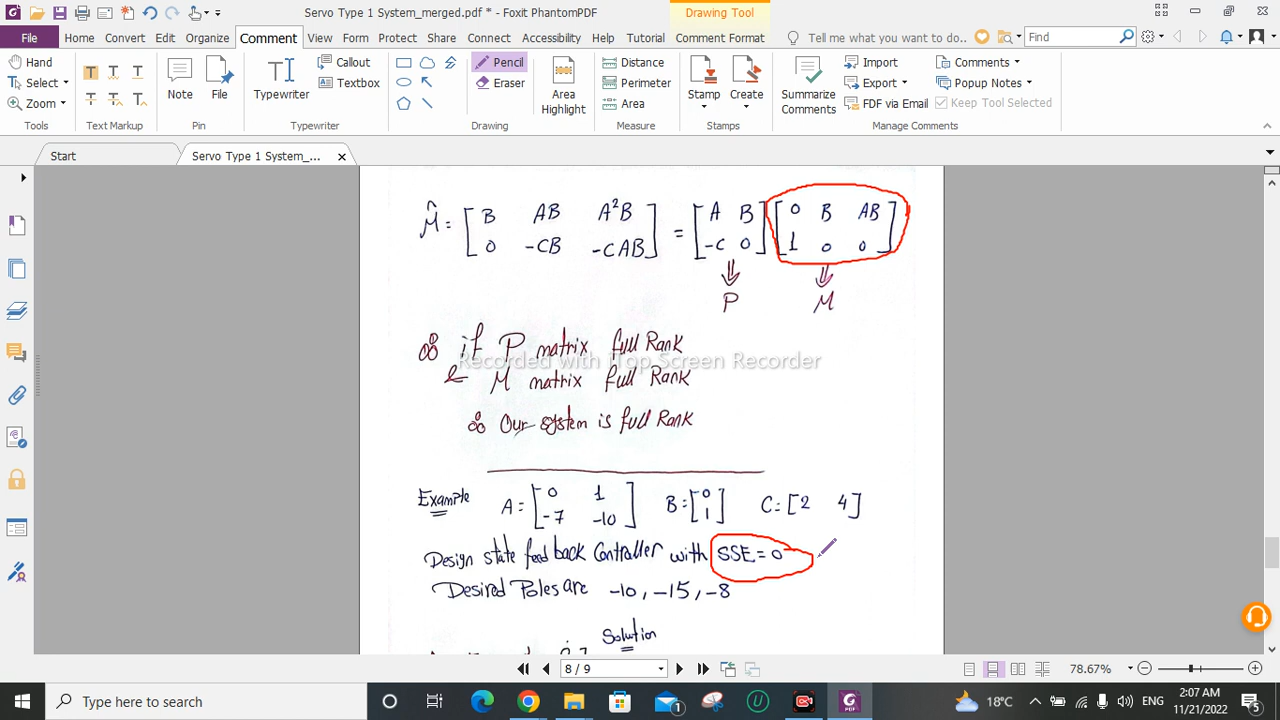 Servo Type 1 System_merged.pdf * - Foxit PhantomPDF
Drawing Tool
File Home Convert Edit Organize Comment View Form Protect Share Connect Accessibility Help Tutorial Comment Format
Tell me what you want to do...
Find
Hand
Select
Zoom
Tools
Text Markup
Note
File
Pin
Typewriter
Callout
Textbox
Typewriter
Pencil
Eraser
Area Highlight
Drawing
Distance
Perimeter
Area
Measure
Stamp
Create
Stamps
Summarize Comments
Import
Export
FDF via Email
Comments
Popup Notes
Keep Tool Selected
Manage Comments
Start
Servo Type 1 System_...
M̂ = [B AB A²B; 0 -CB -CAB] = [A B; -C 0] [0 B AB; 1 0 0]
P M
if P matrix full Rank
Recorded with iTop Screen Recorder
& M matrix full Rank
Our system is full Rank
Example A = [0 1; -7 -10] B = [0; 1] C = [2 4]
Design state feed back Controller with SSE = 0
Desired Poles are -10, -15, -8
Solution
8 / 9
78.67%
Type here to search
1
18°C
ENG
2:07 AM
11/21/2022
5